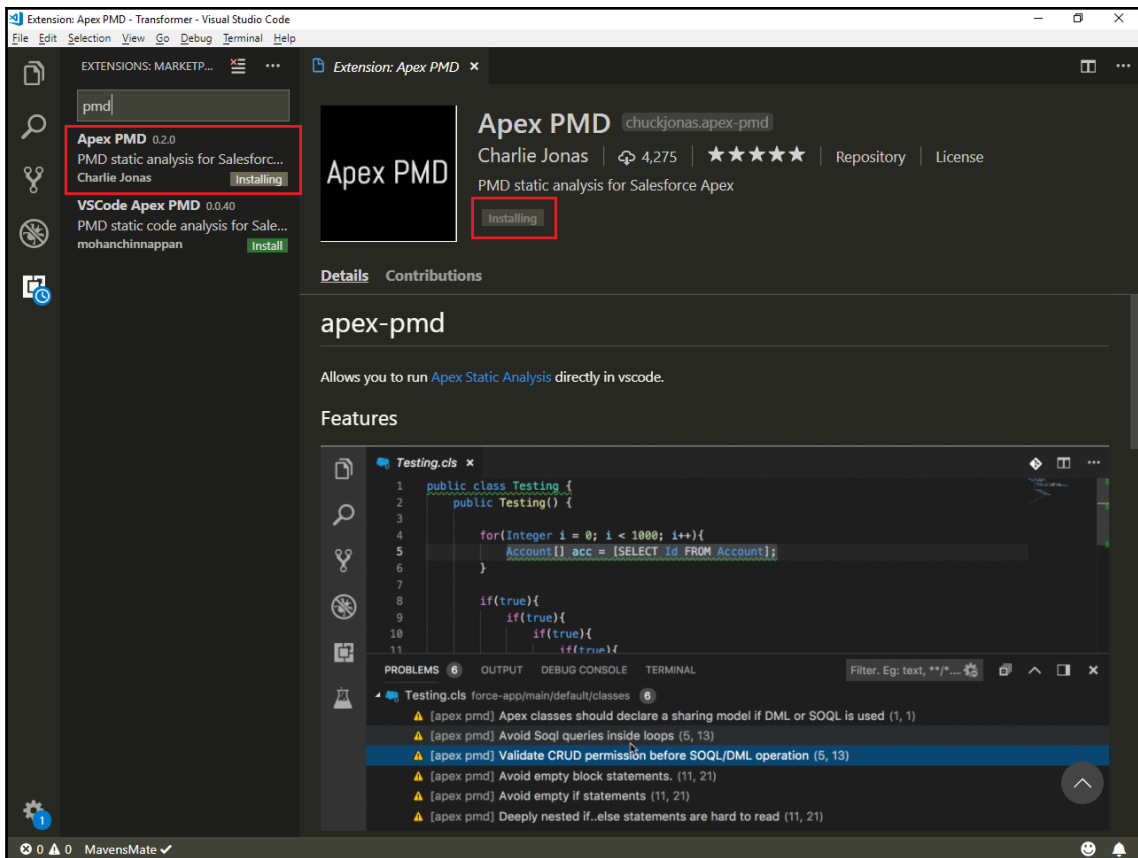 Extension: Apex PMD - Transformer - Visual Studio Code
File Edit Selection View Go Debug Terminal Help
EXTENSIONS: MARKETP...
pmd
Apex PMD 0.2.0
PMD static analysis for Salesforc...
Charlie Jonas Installing
VSCode Apex PMD 0.0.40
PMD static code analysis for Sale...
mohanchinnappan Install
Extension: Apex PMD
Apex PMD
Apex PMD chuckjonas.apex-pmd
Charlie Jonas 4,275 Repository License
PMD static analysis for Salesforce Apex
Installing
Details Contributions
apex-pmd
Allows you to run Apex Static Analysis directly in vscode.
Features
Testing.cls
1 public class Testing {
2 public Testing() {
3
4 for(Integer i = 0; i < 1000; i++){
5 Account[] acc = [SELECT Id FROM Account];
6 }
7
8 if(true){
9 if(true){
10 if(true){
11 if(true){
PROBLEMS 6 OUTPUT DEBUG CONSOLE TERMINAL Filter. Eg: text, **/*....
Testing.cls force-app/main/default/classes 6
[apex pmd] Apex classes should declare a sharing model if DML or SOQL is used (1, 1)
[apex pmd] Avoid Soql queries inside loops (5, 13)
[apex pmd] Validate CRUD permission before SOQL/DML operation (5, 13)
[apex pmd] Avoid empty block statements. (11, 21)
[apex pmd] Avoid empty if statements (11, 21)
[apex pmd] Deeply nested if..else statements are hard to read (11, 21)
1
0 0 MavensMate